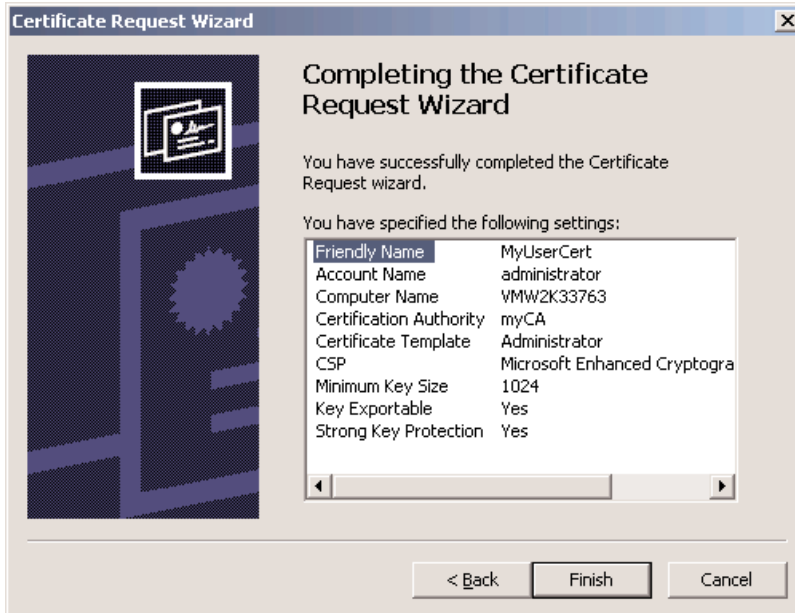 Certificate Request Wizard
Completing the Certificate
Request Wizard
You have successfully completed the Certificate
Request wizard.
You have specified the following settings:
Friendly Name MyUserCert
Account Name administrator
Computer Name VMW2K33763
Certification Authority myCA
Certificate Template Administrator
CSP Microsoft Enhanced Cryptogra
Minimum Key Size 1024
Key Exportable Yes
Strong Key Protection Yes
< Back Finish Cancel